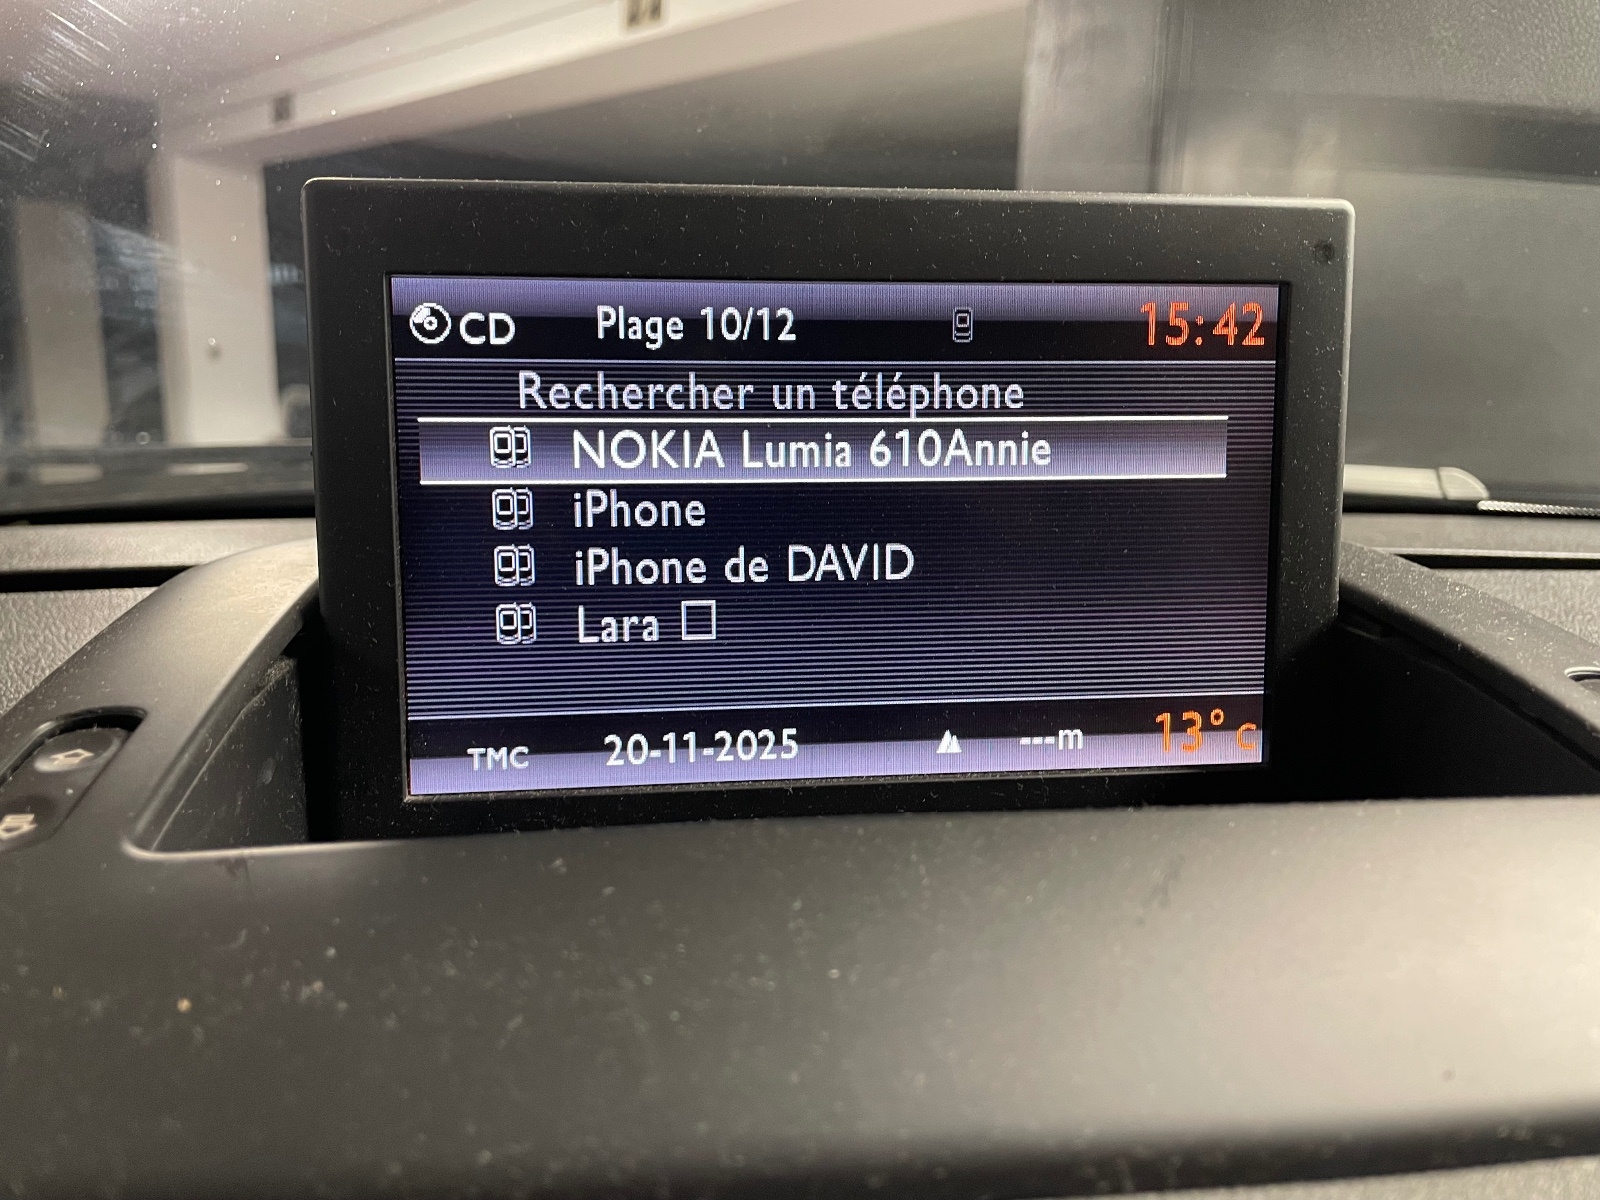 CD Plage 10/12 15:42
Rechercher un téléphone
NOKIA Lumia 610Annie
iPhone
iPhone de DAVID
Lara □
TMC 20-11-2025 ---m 13° C